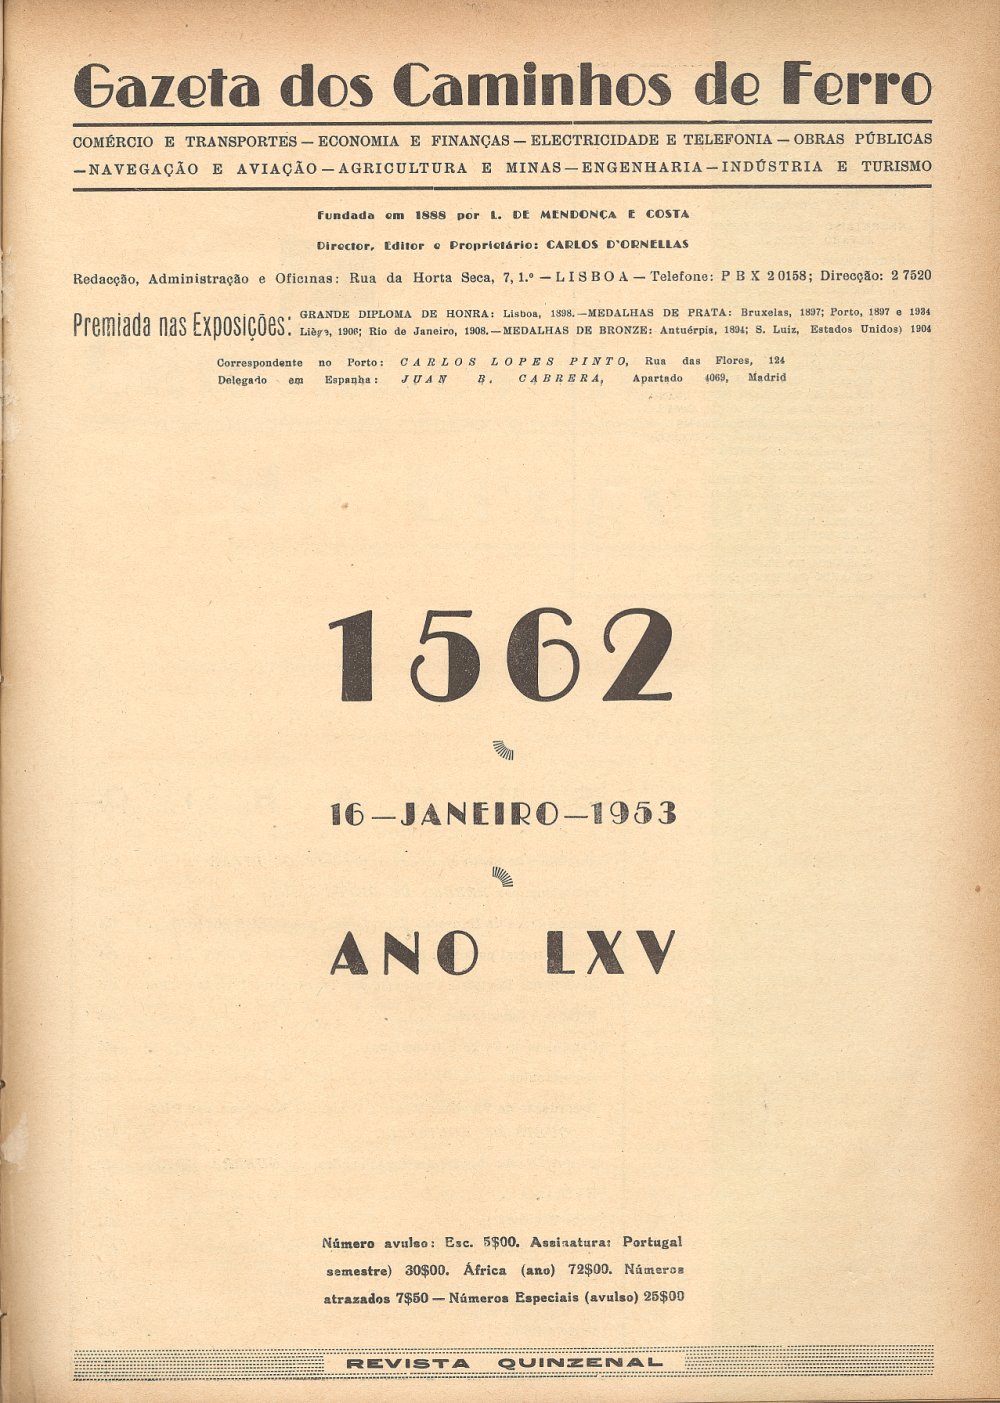 Gazeta dos Caminhos de Ferro
COMÉRCIO E TRANSPORTES — ECONOMIA E FINANÇAS — ELECTRICIDADE E TELEFONIA — OBRAS PÚBLICAS
— NAVEGAÇÃO E AVIAÇÃO — AGRICULTURA E MINAS — ENGENHARIA — INDÚSTRIA E TURISMO
Fundada em 1888 por L. DE MENDONÇA E COSTA
Director, Editor e Proprietário: CARLOS D'ORNELLAS
Redacção, Administração e Oficinas: Rua da Horta Seca, 7, 1.º — LISBOA — Telefone: P B X 2 0158; Direcção: 2 7520
Premiada nas Exposições:
GRANDE DIPLOMA DE HONRA: Lisboa, 1898. — MEDALHAS DE PRATA: Bruxelas, 1897; Porto, 1897 e 1934
Liège, 1906; Rio de Janeiro, 1908. — MEDALHAS DE BRONZE: Antuérpia, 1894; S. Luiz, Estados Unidos) 1904
Correspondente no Porto: CARLOS LOPES PINTO, Rua das Flores, 124
Delegado em Espanha: JUAN B. CABRERA, Apartado 4069, Madrid
1562
16 — JANEIRO — 1953
ANO LXV
Número avulso: Esc. 5$00. Assinatura: Portugal
semestre) 30$00. África (ano) 72$00. Números
atrazados 7$50 — Números Especiais (avulso) 25$00
REVISTA QUINZENAL